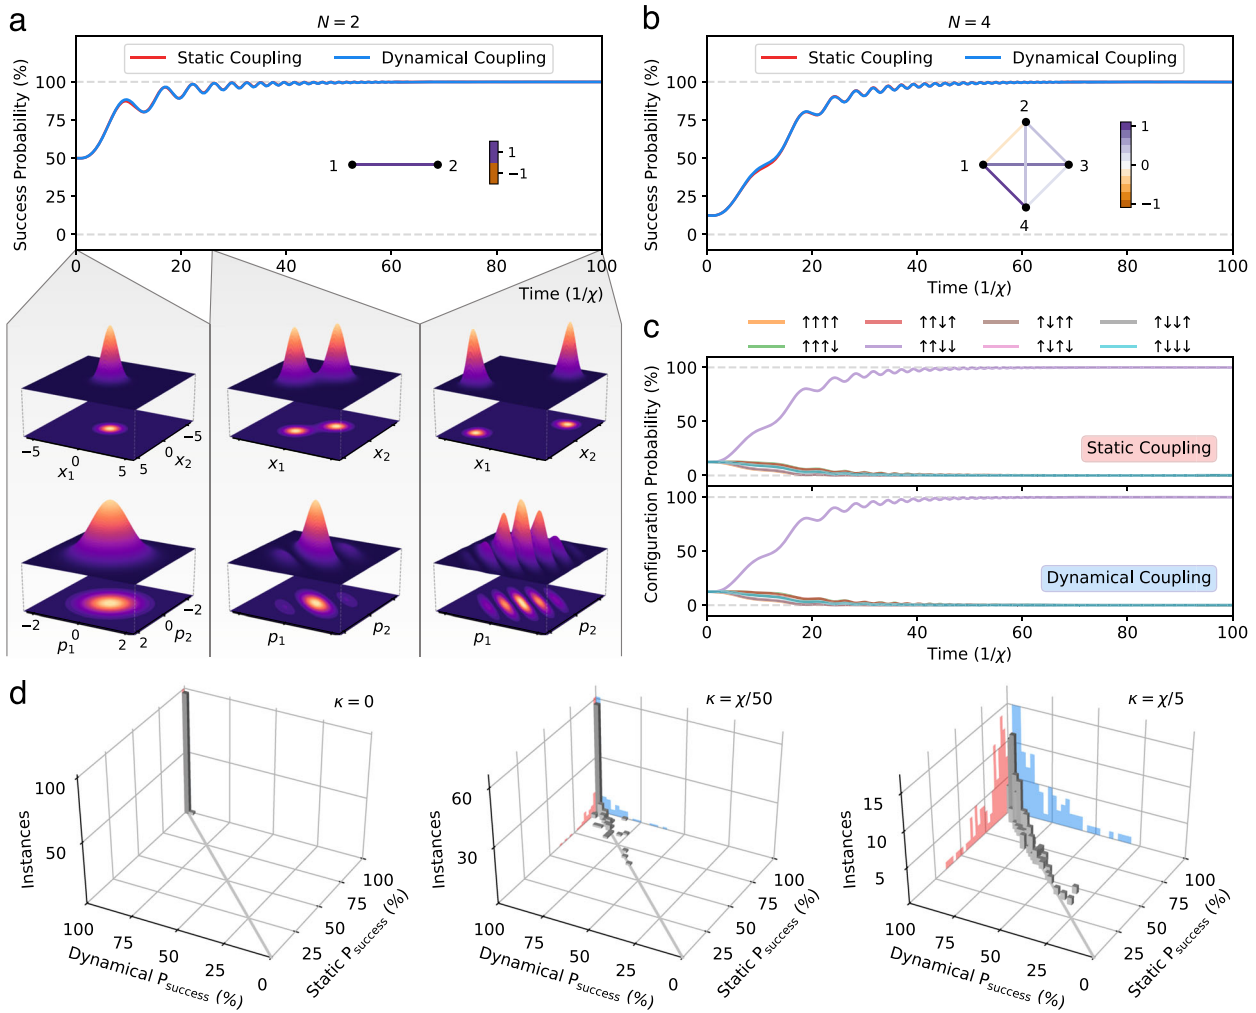 a
N = 2
Static Coupling
Dynamical Coupling
Success Probability (%)
100
75
50
25
0
1
2
1
−1
0
20
40
60
80
100
Time (1/χ)
−5
0
5
x₁
5
0
−5
x₂
x₁
x₂
x₁
x₂
−2
0
2
p₁
2
0
−2
p₂
p₁
p₂
p₁
p₂
b
N = 4
Static Coupling
Dynamical Coupling
Success Probability (%)
100
75
50
25
0
2
1
3
4
1
0
−1
0
20
40
60
80
100
Time (1/χ)
c
↑↑↑↑
↑↑↓↑
↑↓↑↑
↑↓↓↑
↑↑↑↓
↑↑↓↓
↑↓↑↓
↑↓↓↓
Configuration Probability (%)
100
50
0
Static Coupling
100
50
0
Dynamical Coupling
0
20
40
60
80
100
Time (1/χ)
d
κ = 0
Instances
100
50
100
75
50
25
0
Dynamical Psuccess (%)
25
50
75
100
Static Psuccess (%)
κ = χ/50
Instances
60
30
100
75
50
25
0
Dynamical Psuccess (%)
25
50
75
100
Static Psuccess (%)
κ = χ/5
Instances
15
10
5
100
75
50
25
0
Dynamical Psuccess (%)
25
50
75
100
Static Psuccess (%)